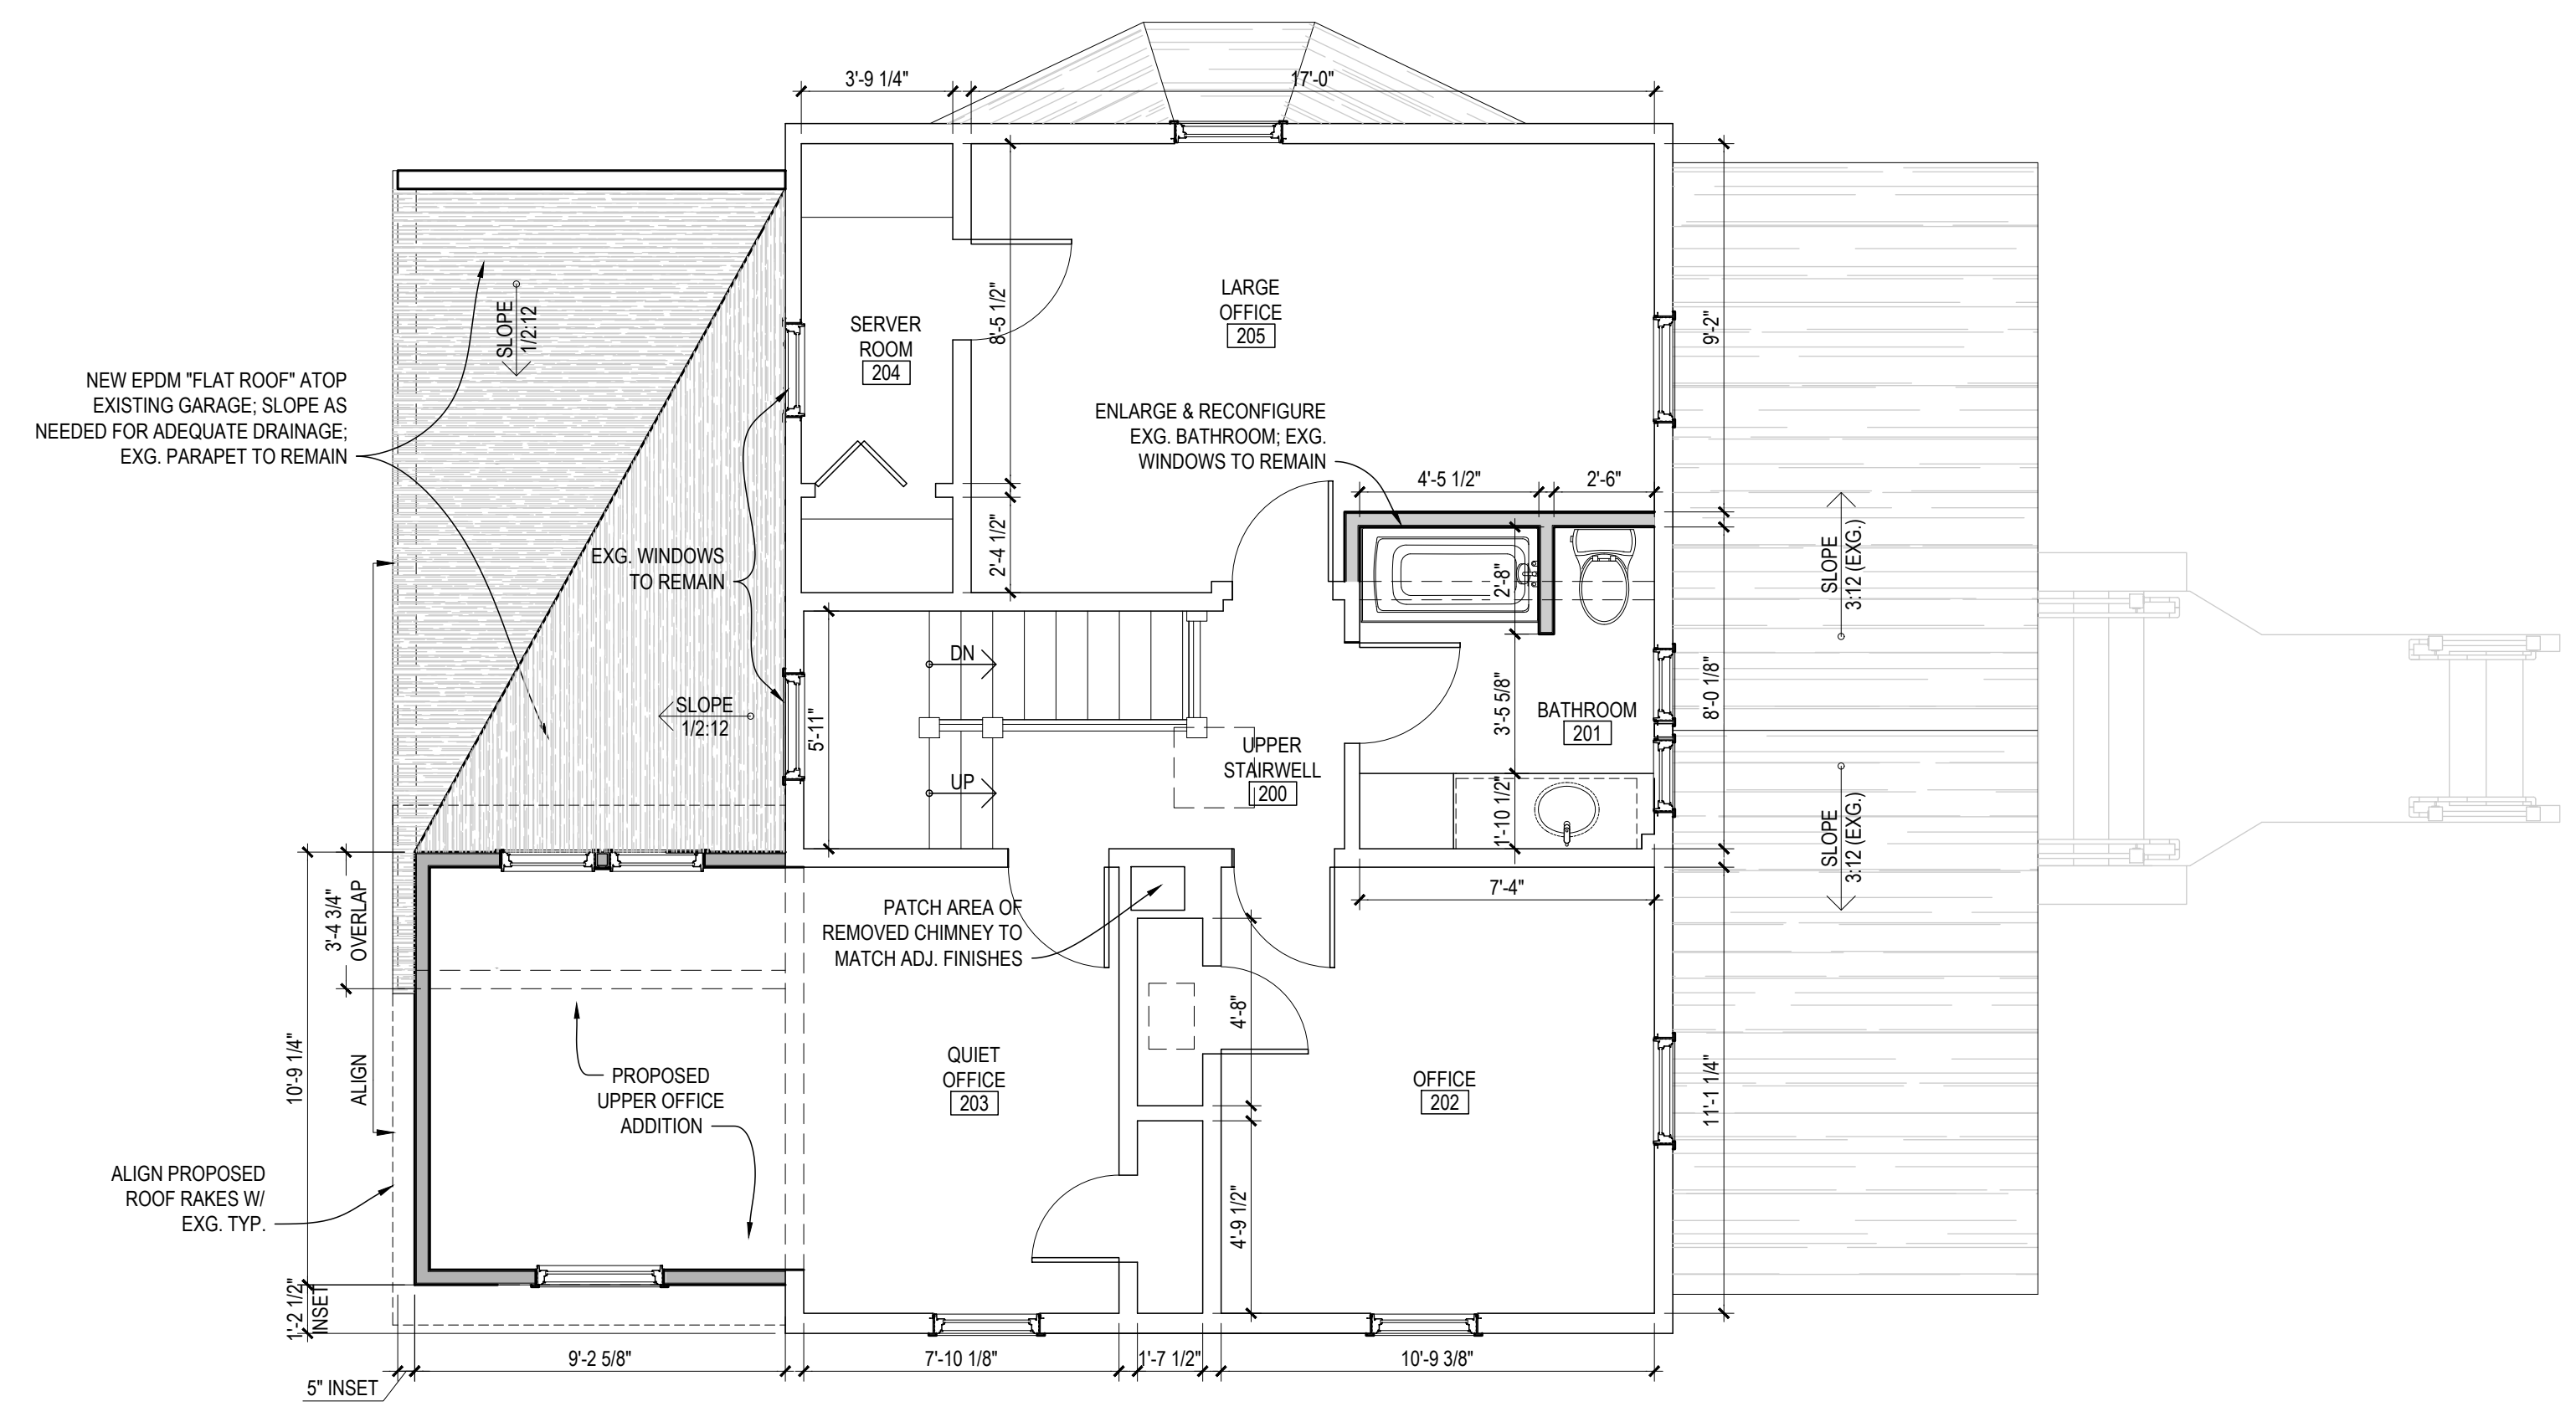 3'-9 1/4"
17'-0"
SLOPE
1/2:12
8'-5 1/2"
LARGE
OFFICE
205
SERVER
ROOM
204
9'-2"
NEW EPDM "FLAT ROOF" ATOP
EXISTING GARAGE; SLOPE AS
NEEDED FOR ADEQUATE DRAINAGE;
EXG. PARAPET TO REMAIN
ENLARGE & RECONFIGURE
EXG. BATHROOM; EXG.
WINDOWS TO REMAIN
4'-5 1/2"
2'-6"
EXG. WINDOWS
TO REMAIN
2'-4 1/2"
2'-8"
SLOPE
3:12 (EXG.)
DN
SLOPE
1/2:12
5'-11"
UP
UPPER
STAIRWELL
200
3'-5 5/8"
BATHROOM
201
8'-0 1/8"
1'-10 1/2"
SLOPE
3:12 (EXG.)
7'-4"
3'-4 3/4"
OVERLAP
PATCH AREA OF
REMOVED CHIMNEY TO
MATCH ADJ. FINISHES
4'-8"
10'-9 1/4"
ALIGN
PROPOSED
UPPER OFFICE
ADDITION
QUIET
OFFICE
203
OFFICE
202
11'-1 1/4"
ALIGN PROPOSED
ROOF RAKES W/
EXG. TYP.
4'-9 1/2"
1'-2 1/2"
INSET
9'-2 5/8"
7'-10 1/8"
1'-7 1/2"
10'-9 3/8"
5" INSET